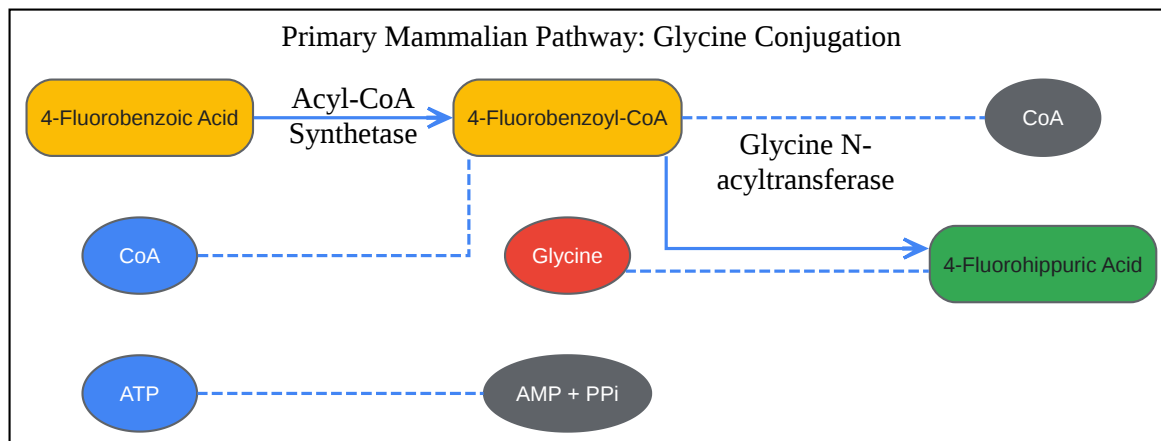 Primary Mammalian Pathway: Glycine Conjugation
4-Fluorobenzoic Acid
Acyl-CoA
Synthetase
4-Fluorobenzoyl-CoA
CoA
Glycine N-
acyltransferase
CoA
Glycine
4-Fluorohippuric Acid
ATP
AMP + PPi